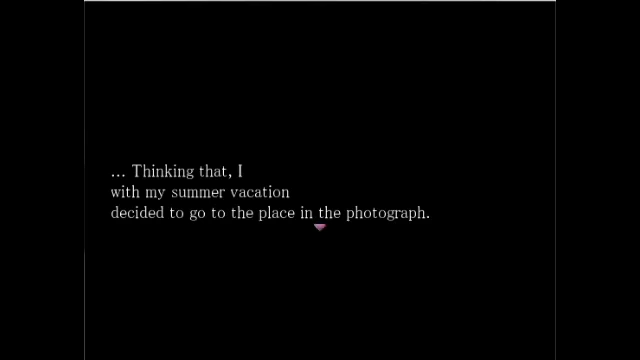 … Thinking that, I
with my summer vacation
decided to go to the place in the photograph.